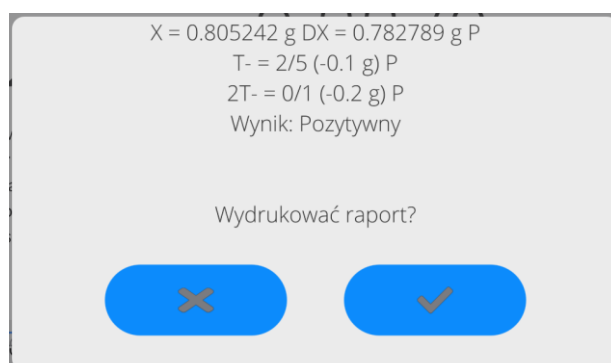 X = 0.805242 g DX = 0.782789 g P
T- = 2/5 (-0.1 g) P
2T- = 0/1 (-0.2 g) P
Wynik: Pozytywny
Wydrukować raport?